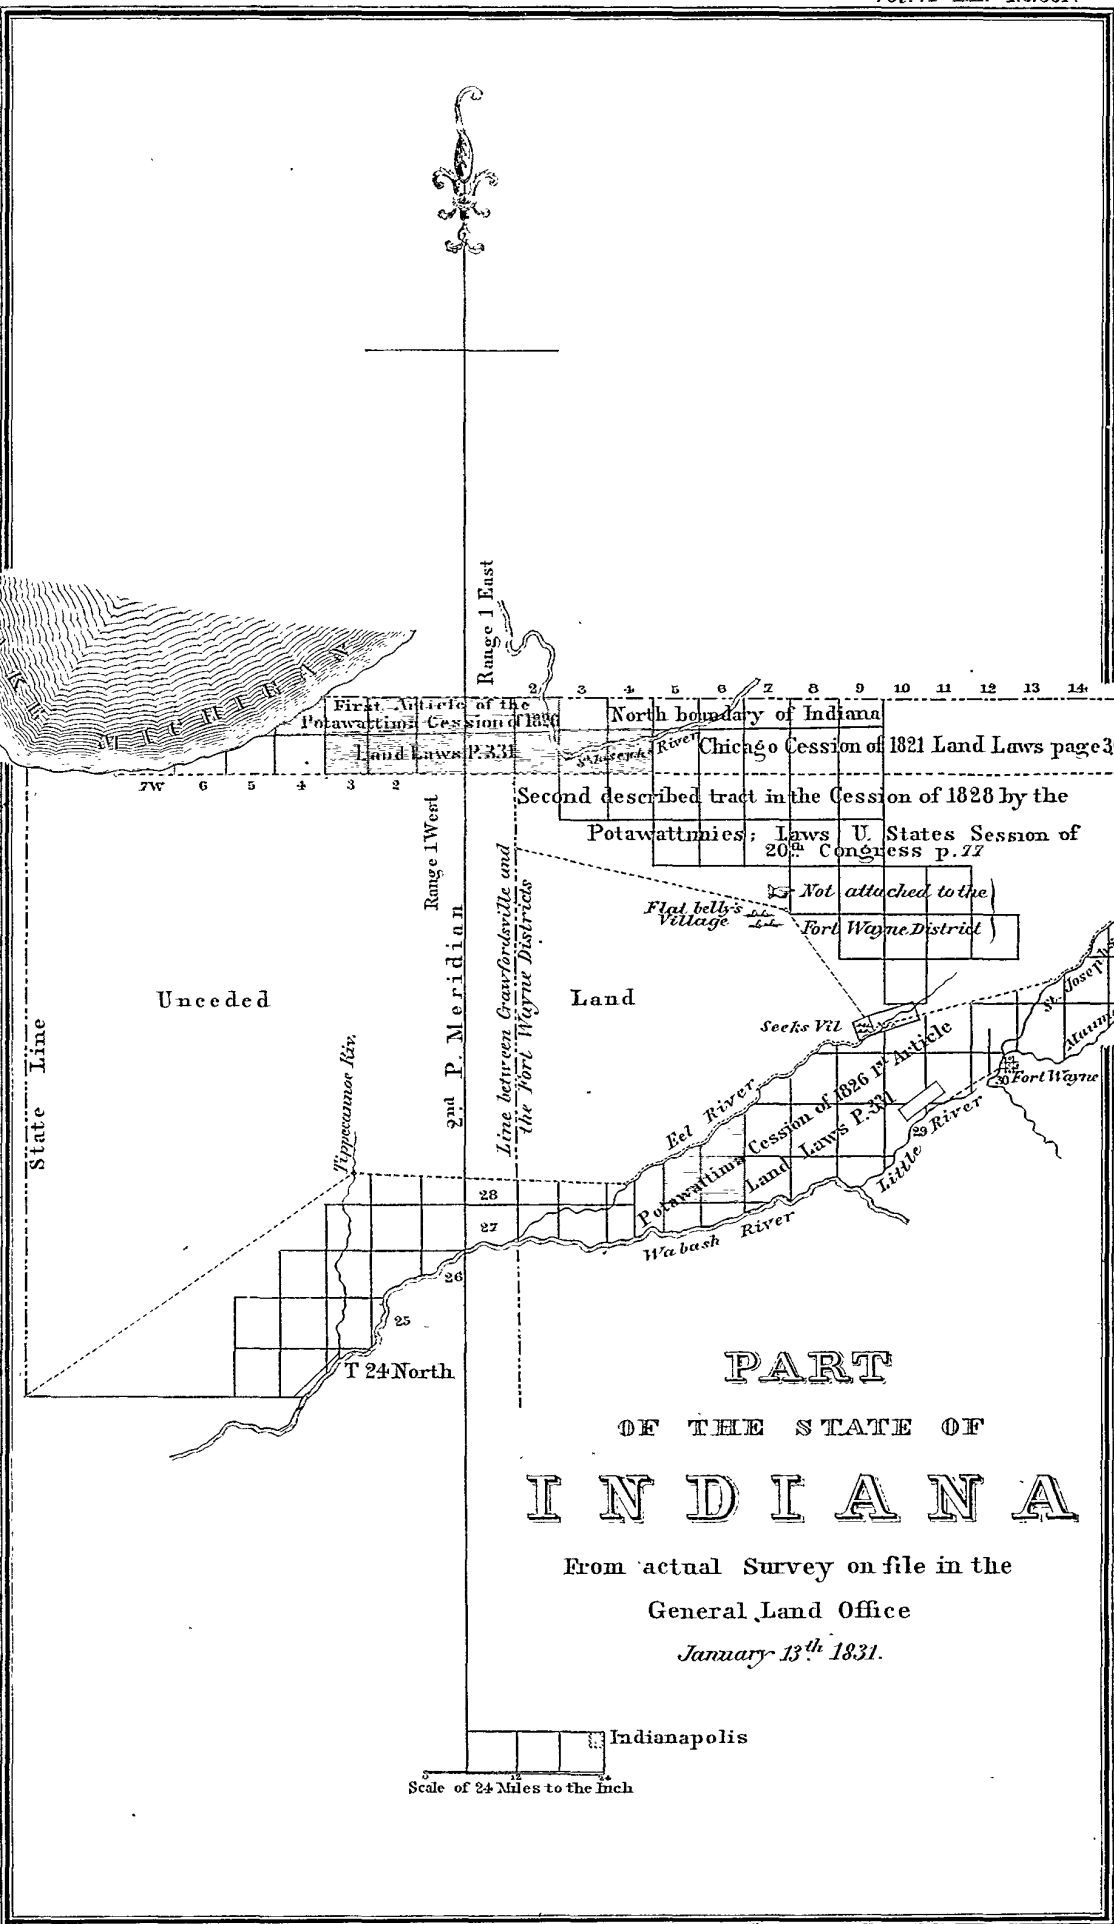 Range 1 East
LAKE
MICHIGAN
2 3 4 5 6 7 8 9 10 11 12 13 14
First Article of the
Potawattima Cession of 1826
Land Laws P.331
North boundary of Indiana
St Joseph River
Chicago Cession of 1821 Land Laws page
7W 6 5 4 3 2
Second described tract in the Cession of 1828 by the
Potawattmies; Laws U. States Session of
20th Congress p. 77
Range 1 West
Not attached to the
Fort Wayne District
Flat belly's
Village
Line between Crawfordsville and
the Fort Wayne Districts
2nd P. Meridian
Unceded Land
State Line
Seeks Vil
St. Josephs
Fort Wayne
30
29
Tippecannoe Riv.
Eel River
Potawattima Cession of 1826 1st Article
Land Laws P.331
Little River
Wabash River
28
27
26
25
T 24 North
PART
OF THE STATE OF
INDIANA
From actual Survey on file in the
General Land Office
January 13th 1831.
Indianapolis
12 24
Scale of 24 Miles to the Inch